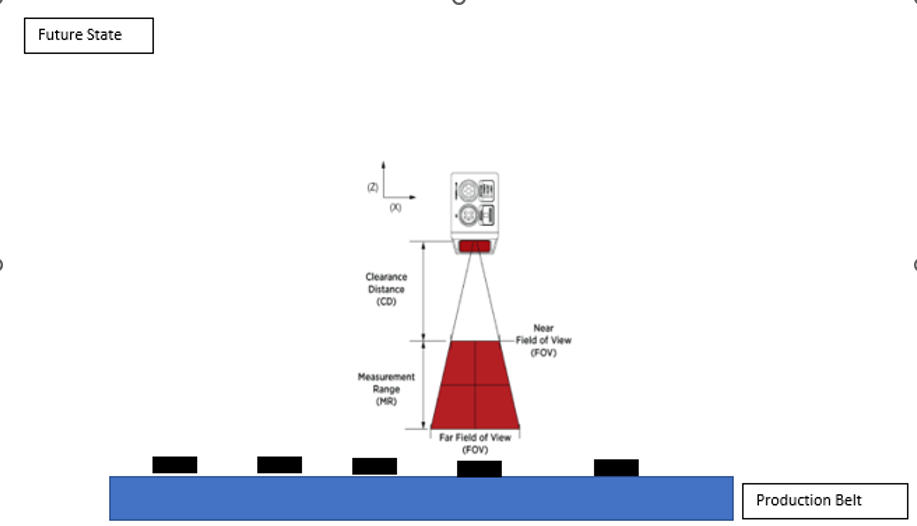 Future State
(Z)
(X)
Clearance
Distance
(CD)
Near
Field of View
(FOV)
Measurement
Range
(MR)
Far Field of View
(FOV)
Production Belt